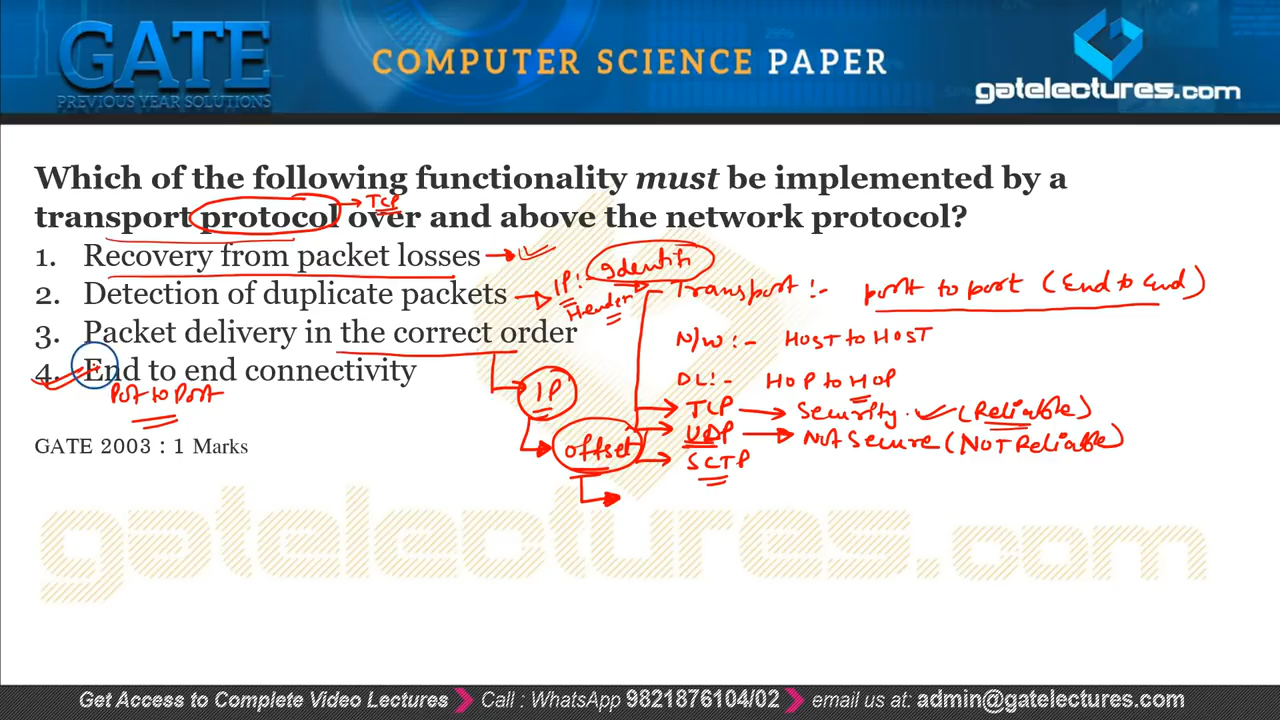 GATE
PREVIOUS YEAR SOLUTIONS
COMPUTER SCIENCE PAPER
gatelectures.com
Which of the following functionality must be implemented by a
transport protocol over and above the network protocol?
TCP
1. Recovery from packet losses
2. Detection of duplicate packets
3. Packet delivery in the correct order
4. End to end connectivity
Port to Port
GATE 2003 : 1 Marks
IP:- Identifi
Header
Transport :- port to port (End to End)
N/W :- HOST to HOST
DL:- HOP to HOP
IP
TCP Security. (Reliable)
offset
UDP Not Secure (NOT Reliable)
SCTP
gatelectures.com
Get Access to Complete Video Lectures Call : WhatsApp 9821876104/02 email us at: admin@gatelectures.com